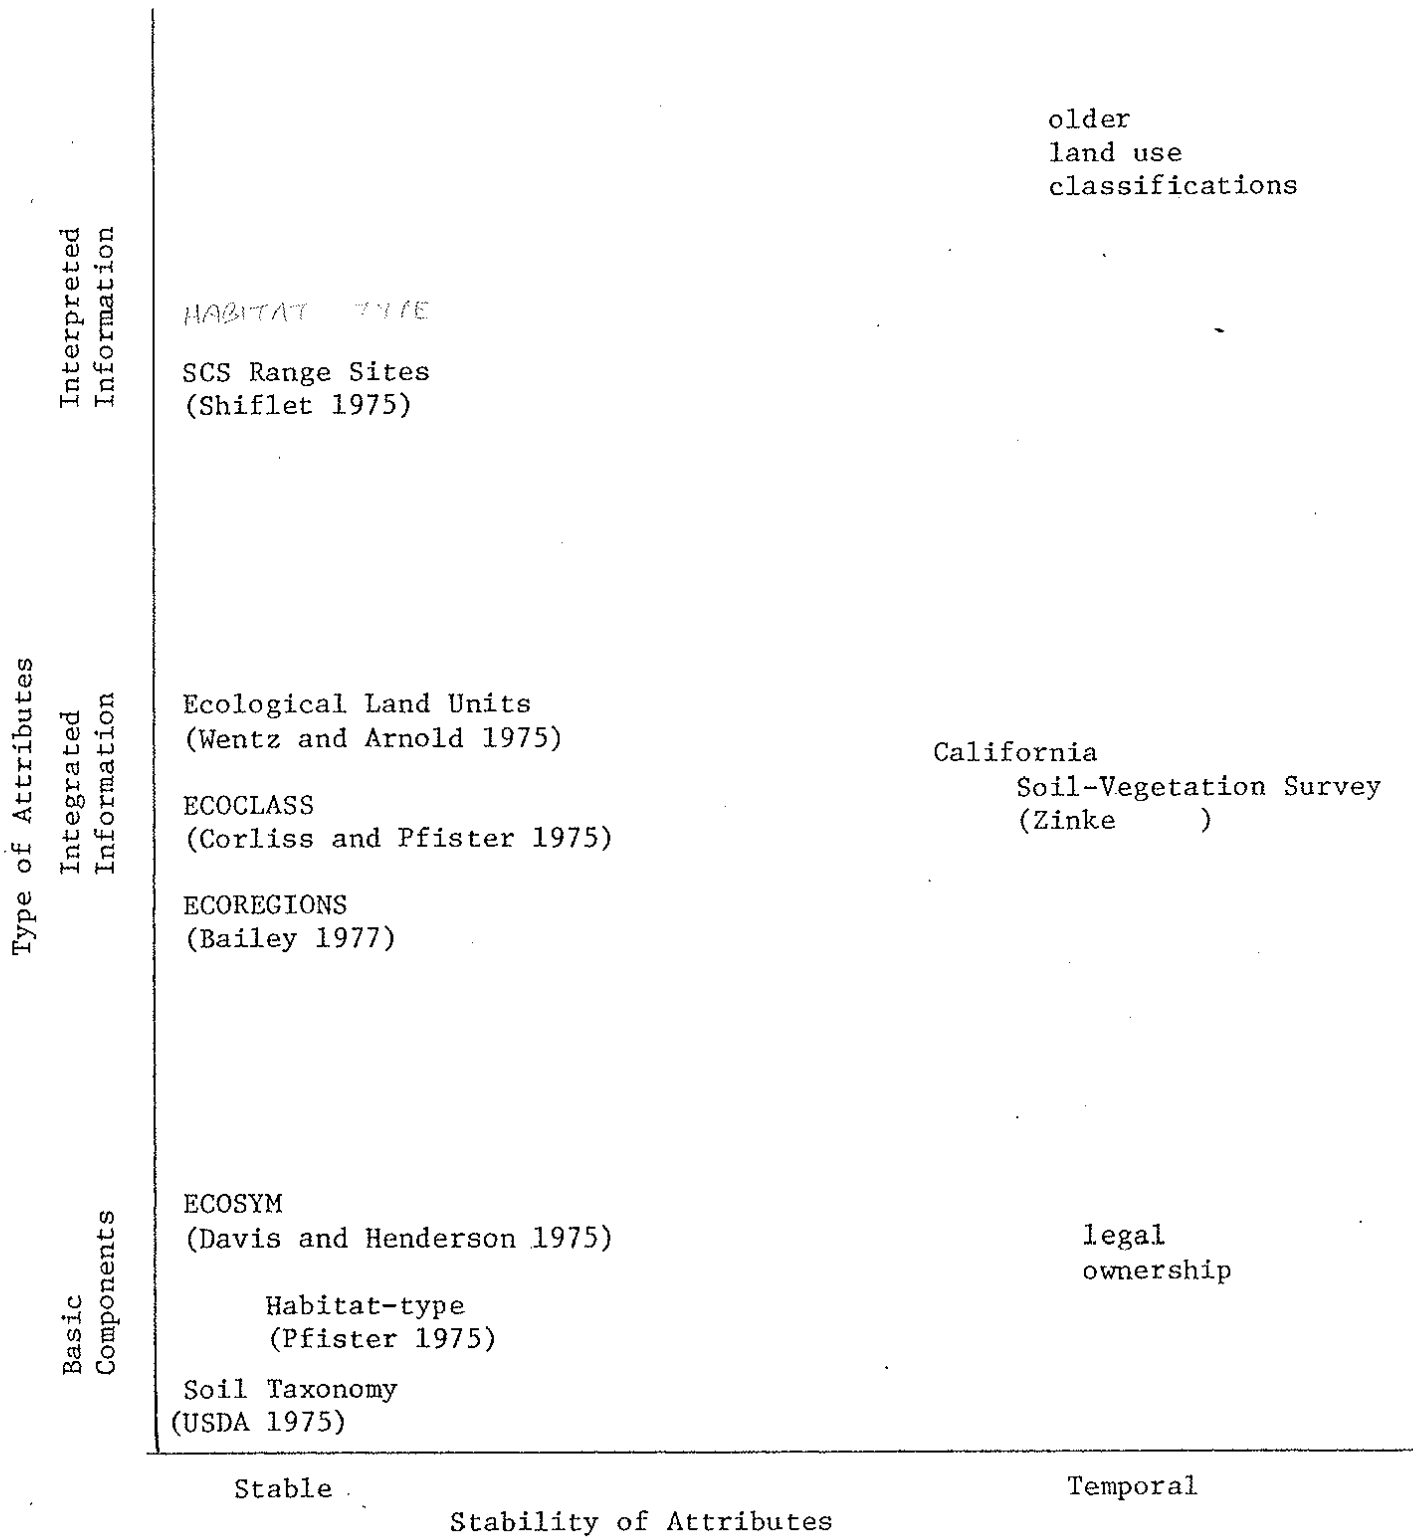 older
land use
classifications
Interpreted
Information
HABITAT TYPE
SCS Range Sites
(Shiflet 1975)
Type of Attributes
Integrated
Information
Ecological Land Units
(Wentz and Arnold 1975)
ECOCLASS
(Corliss and Pfister 1975)
ECOREGIONS
(Bailey 1977)
California
Soil-Vegetation Survey
(Zinke      )
Basic
Components
ECOSYM
(Davis and Henderson 1975)
Habitat-type
(Pfister 1975)
Soil Taxonomy
(USDA 1975)
legal
ownership
Stable
Temporal
Stability of Attributes